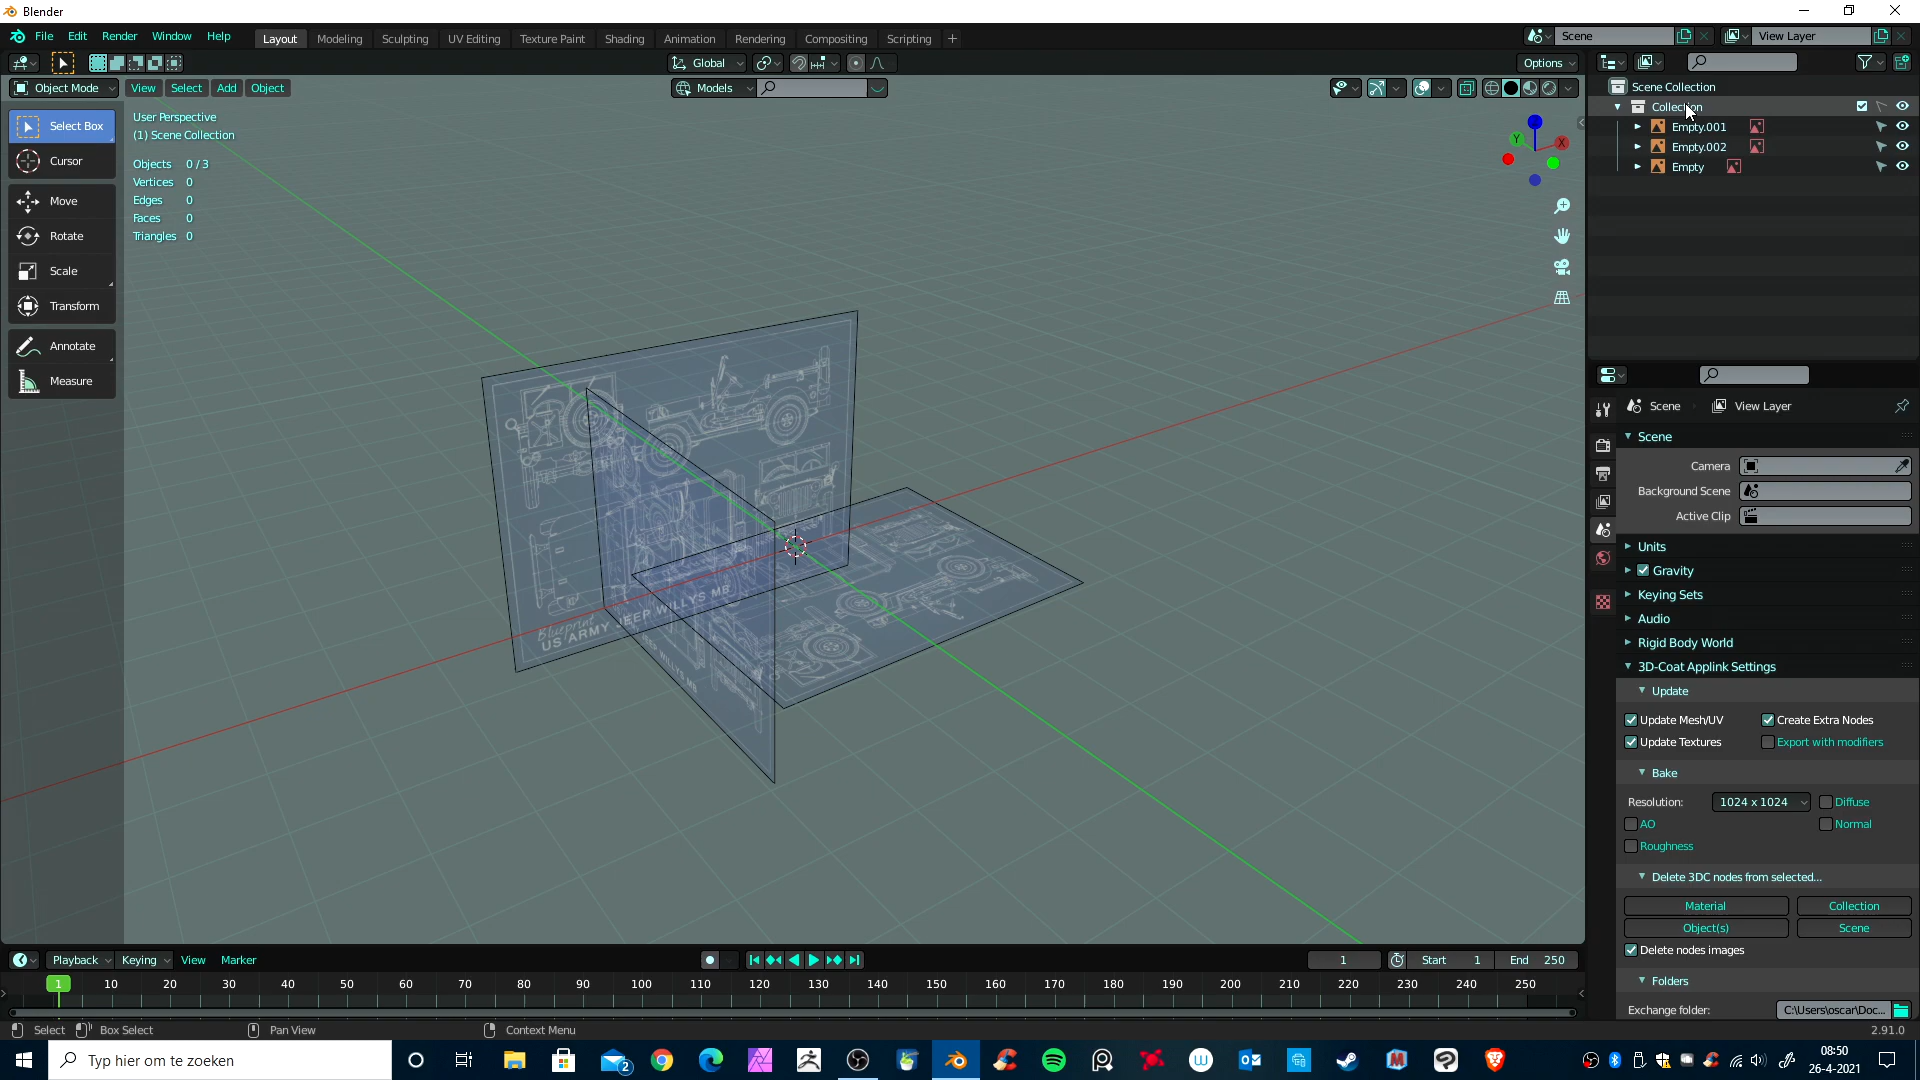 Blender
File Edit Render Window Help Layout Modeling Sculpting UV Editing Texture Paint Shading Animation Rendering Compositing Scripting + Scene View Layer
Global Options
Object Mode View Select Add Object Models
Scene Collection
Collection
Empty.001
Empty.002
Empty
Select Box
Cursor
Move
Rotate
Scale
Transform
Annotate
Measure
User Perspective
(1) Scene Collection
Objects 0 / 3
Vertices 0
Edges 0
Faces 0
Triangles 0
Y X
Blueprint
US ARMY JEEP WILLYS MB
JEEP WILLYS MB
Scene View Layer
Scene
Camera
Background Scene
Active Clip
Units
Gravity
Keying Sets
Audio
Rigid Body World
3D-Coat Applink Settings
Update
Update Mesh/UV Create Extra Nodes
Update Textures Export with modifiers
Bake
Resolution: 1024 x 1024 Diffuse
AO Normal
Roughness
Delete 3DC nodes from selected...
Material Collection
Object(s) Scene
Delete nodes images
Folders
Exchange folder: C:\Users\oscar\Doc...
Playback Keying View Marker 1 Start 1 End 250
1 10 20 30 40 50 60 70 80 90 100 110 120 130 140 150 160 170 180 190 200 210 220 230 240 250
Select Box Select Pan View Context Menu 2.91.0
Typ hier om te zoeken 2 08:50
26-4-2021